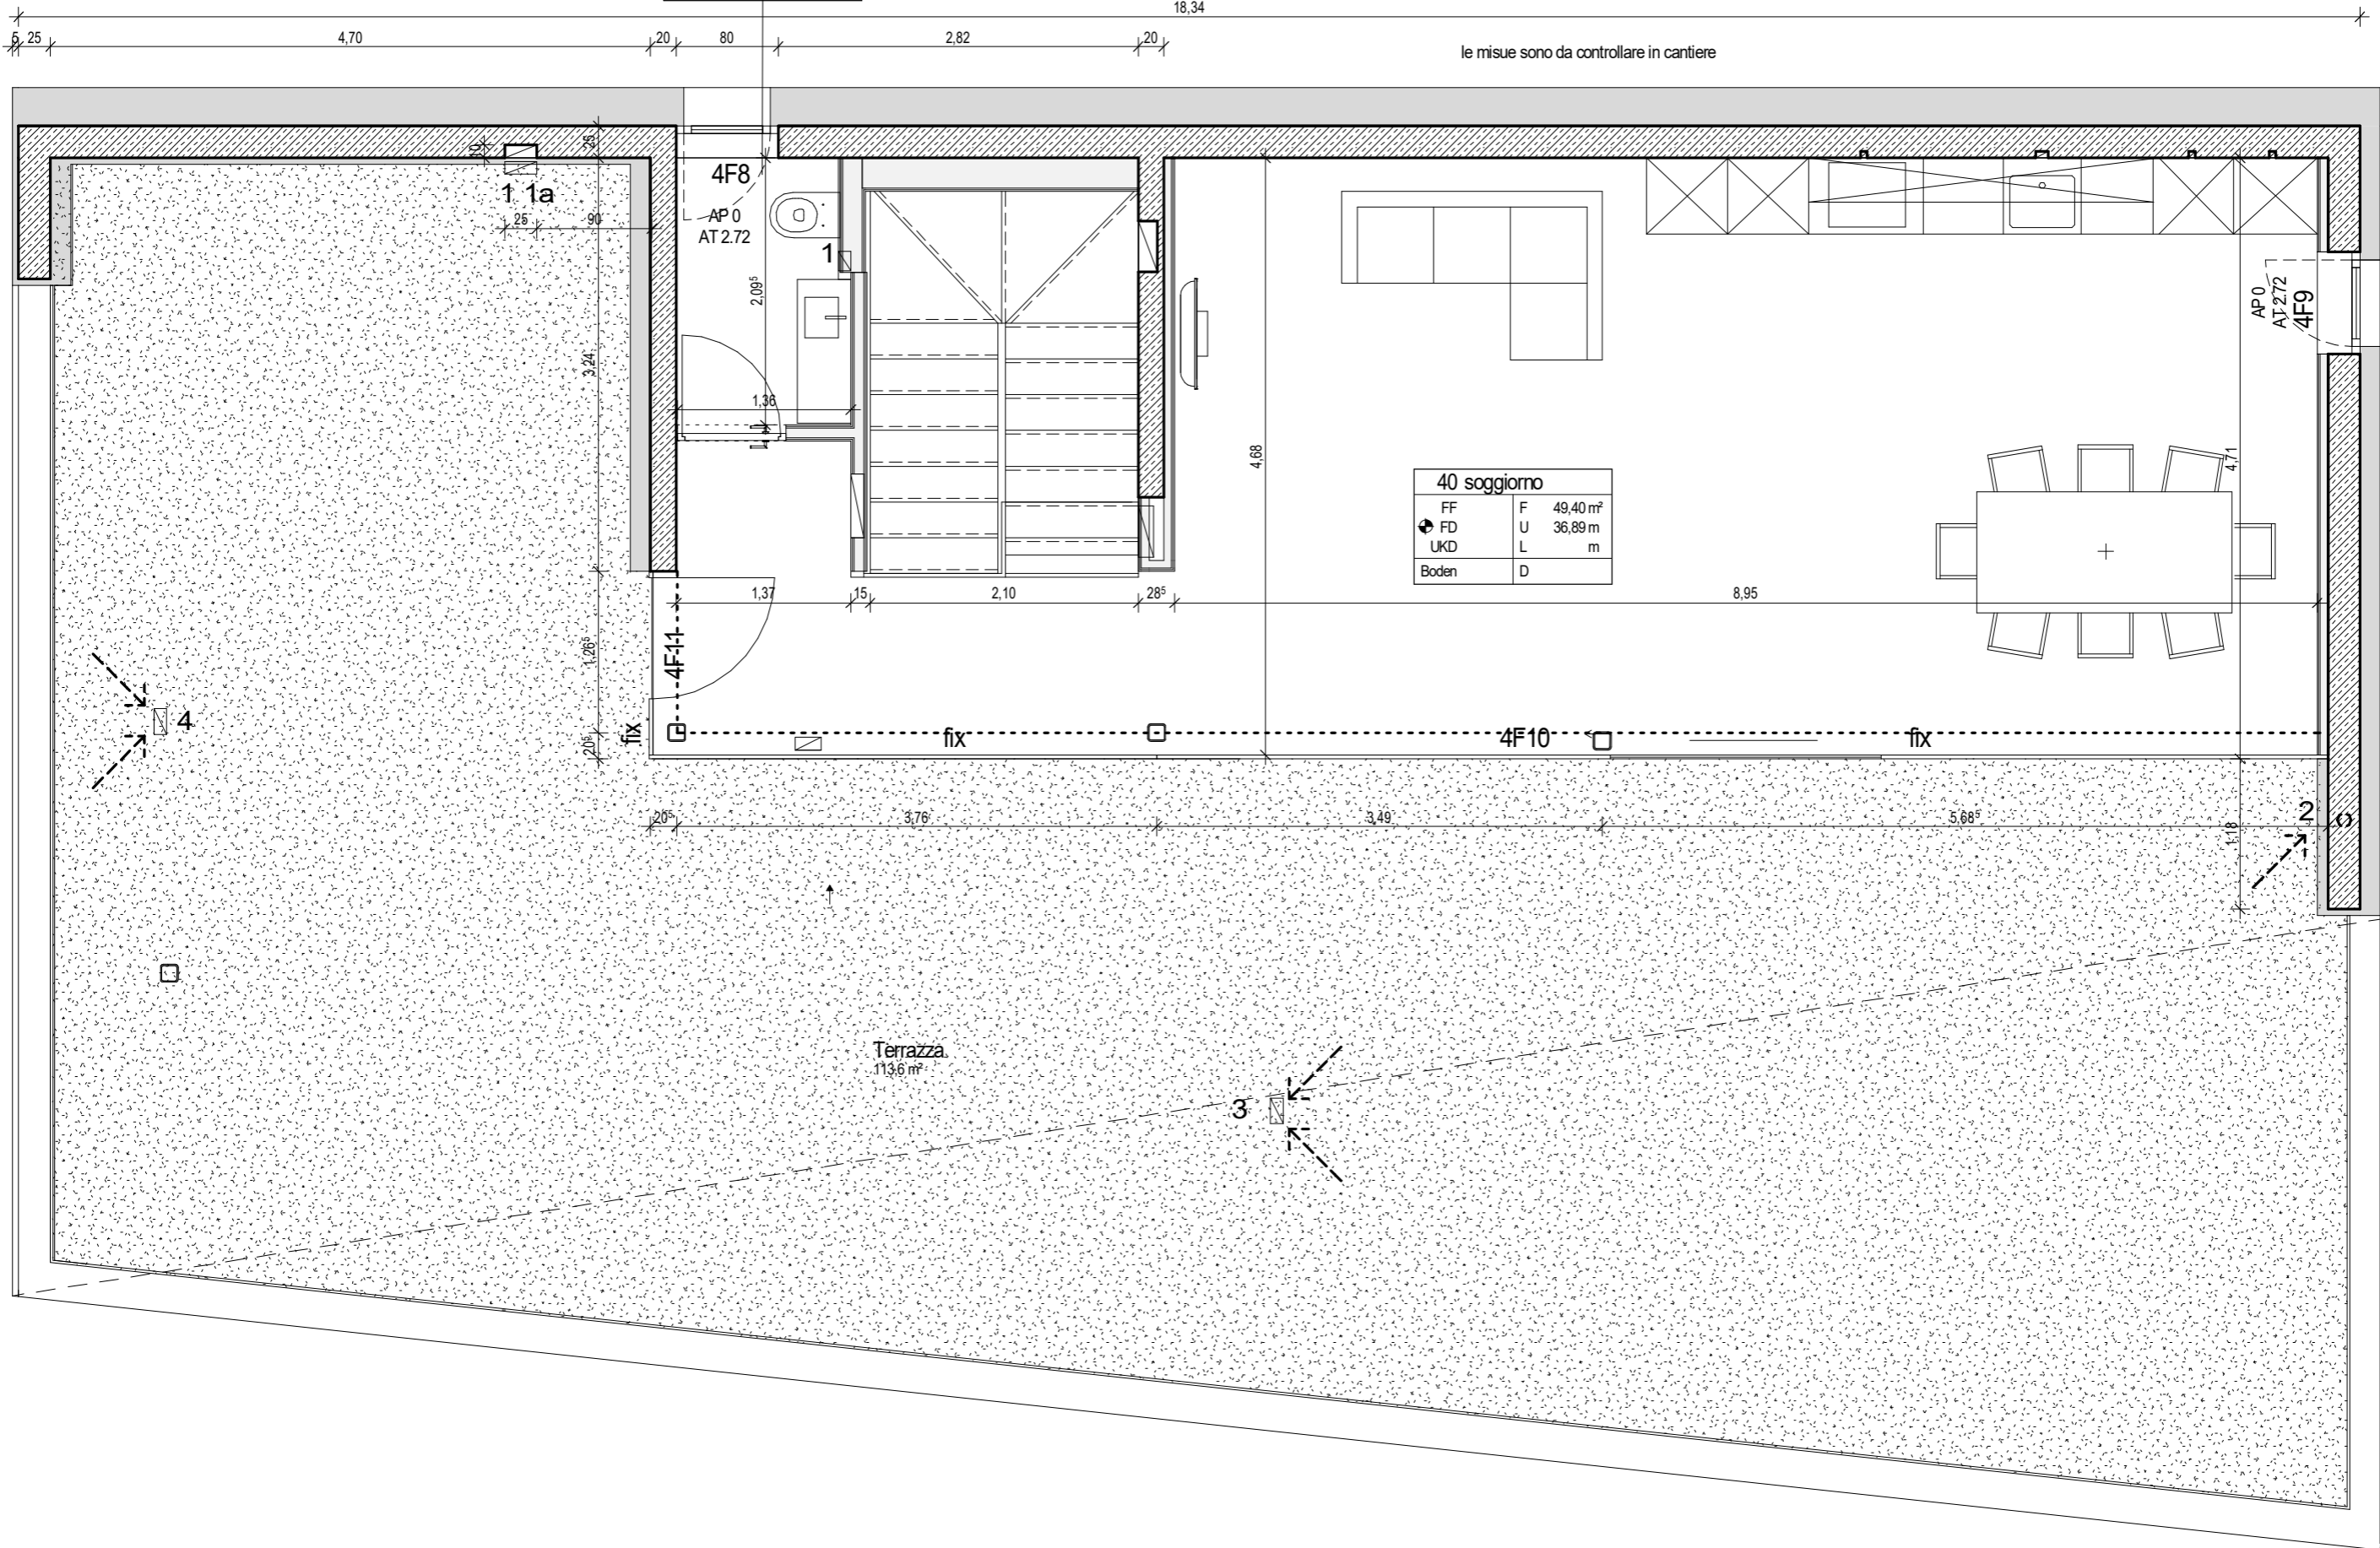 18,34
5 25 4,70 20 80 2,82 20
le misue sono da controllare in cantiere
10
25
1 1a
25 90
4F8
AP 0
AT 2.72
1
2,09⁵
3,24
1,36
4,68
4,71
AP 0
AT 2.72
4F9
40 soggiorno
FF F 49,40 m²
FD U 36,89 m
UKD L m
Boden D
1,37 15 2,10 28⁵ 8,95
4F11
1,26⁵
20⁵
fix
fix 4F10 fix
4
20⁵ 3,76 3,49 5,68⁵
2
1,18
Terrazza
113,6 m²
3